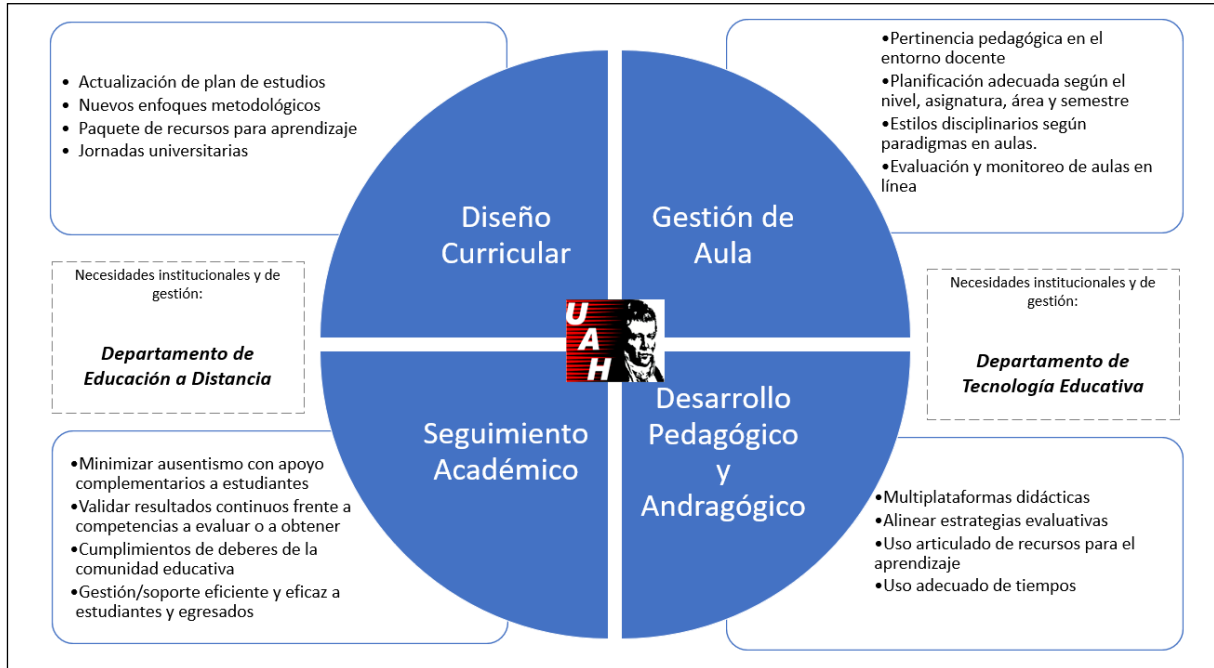 • Actualización de plan de estudios
• Nuevos enfoques metodológicos
• Paquete de recursos para aprendizaje
• Jornadas universitarias
•Pertinencia pedagógica en el
entorno docente
•Planificación adecuada según el
nivel, asignatura, área y semestre
•Estilos disciplinarios según
paradigmas en aulas.
•Evaluación y monitoreo de aulas en
línea
Diseño
Curricular
Gestión de
Aula
Necesidades institucionales y de
gestión:
Departamento de
Educación a Distancia
U
A
H
Necesidades institucionales y de
gestión:
Departamento de
Tecnología Educativa
Seguimiento
Académico
Desarrollo
Pedagógico
y
Andragógico
•Minimizar ausentismo con apoyo
complementarios a estudiantes
•Validar resultados continuos frente a
competencias a evaluar o a obtener
•Cumplimientos de deberes de la
comunidad educativa
•Gestión/soporte eficiente y eficaz a
estudiantes y egresados
•Multiplataformas didácticas
•Alinear estrategias evaluativas
•Uso articulado de recursos para el
aprendizaje
•Uso adecuado de tiempos